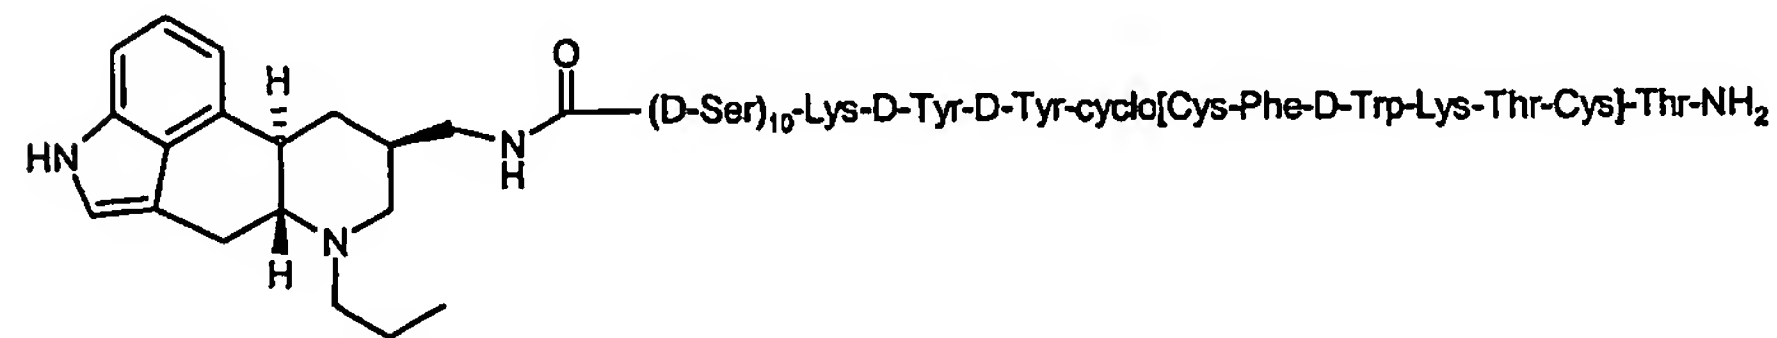 O
H
(D-Ser)10-Lys-D-Tyr-D-Tyr-cyclo[Cys-Phe-D-Trp-Lys-Thr-Cys]-Thr-NH2
HN
N
H
N
H